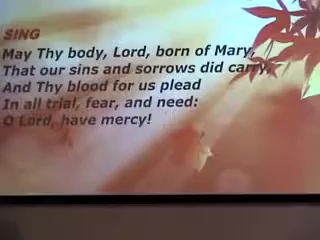 SING
May Thy body, Lord, born of Mary,
That our sins and sorrows did carry,
And Thy blood for us plead
In all trial, fear, and need:
O Lord, have mercy!